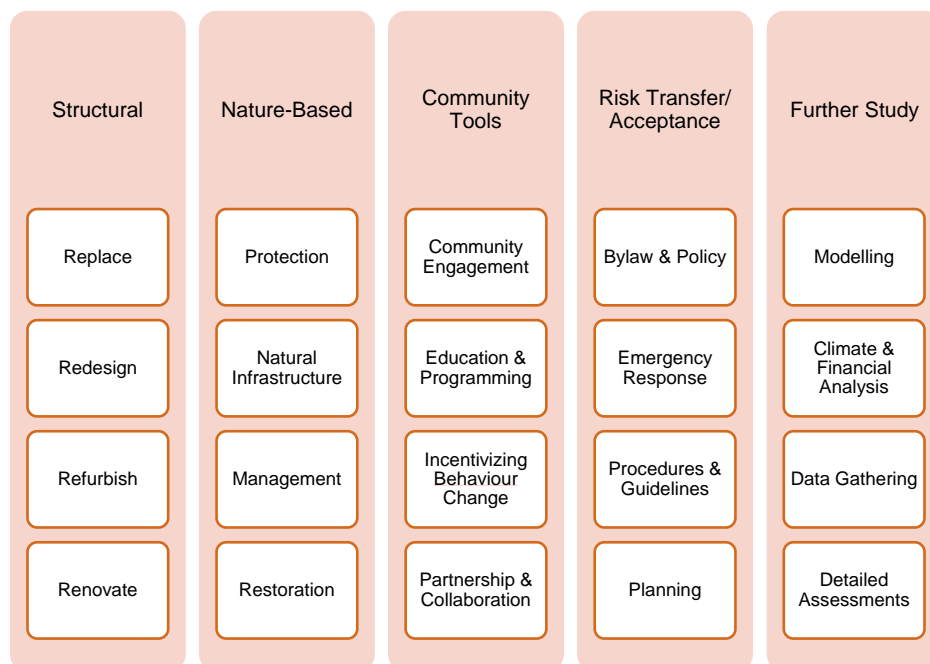 Structural
Replace
Redesign
Refurbish
Renovate
Nature-Based
Protection
Natural
Infrastructure
Management
Restoration
Community
Tools
Community
Engagement
Education &
Programming
Incentivizing
Behaviour
Change
Partnership &
Collaboration
Risk Transfer/
Acceptance
Bylaw & Policy
Emergency
Response
Procedures &
Guidelines
Planning
Further Study
Modelling
Climate &
Financial
Analysis
Data Gathering
Detailed
Assessments